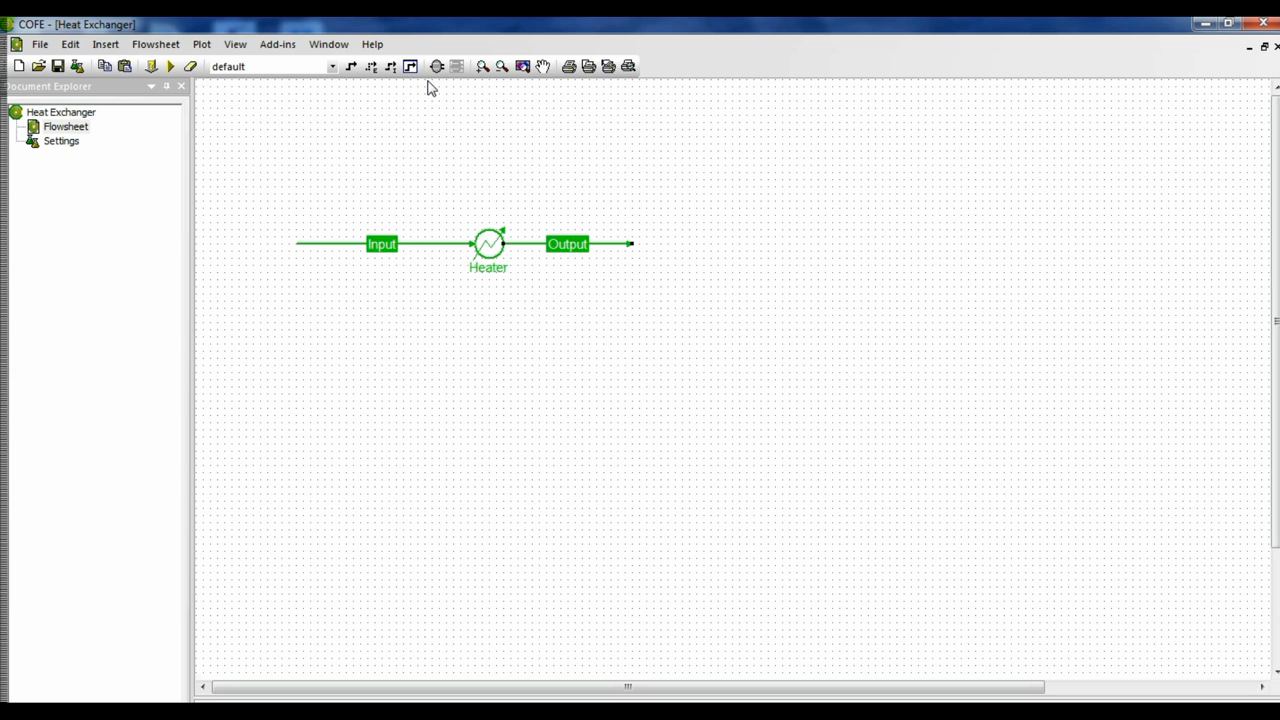 COFE - [Heat Exchanger]
File Edit Insert Flowsheet Plot View Add-ins Window Help
default
Document Explorer
Heat Exchanger
Flowsheet
Settings
Input Output
Heater